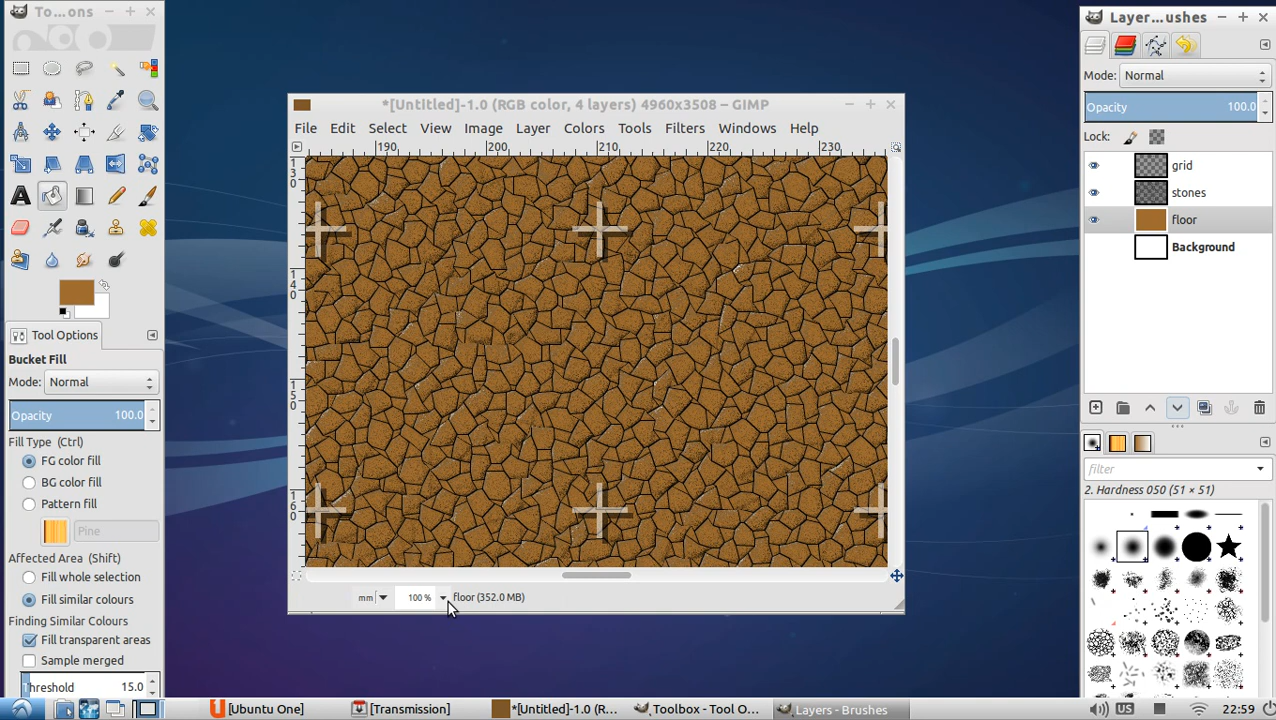 To...ons
Layer...ushes
*[Untitled]-1.0 (RGB color, 4 layers) 4960x3508 – GIMP
File Edit Select View Image Layer Colors Tools Filters Windows Help
190 200 210 220 230
130
140
150
160
Mode: Normal
Opacity 100.0
Lock:
grid
stones
floor
Background
Tool Options
Bucket Fill
Mode: Normal
Opacity 100.0
Fill Type (Ctrl)
FG color fill
BG color fill
Pattern fill
Pine
Affected Area (Shift)
Fill whole selection
Fill similar colours
Finding Similar Colours
Fill transparent areas
Sample merged
Threshold 15.0
mm 100 % floor (352.0 MB)
filter
2. Hardness 050 (51 × 51)
[Ubuntu One] [Transmission] *[Untitled]-1.0 (R... Toolbox - Tool O... Layers - Brushes US 22:59